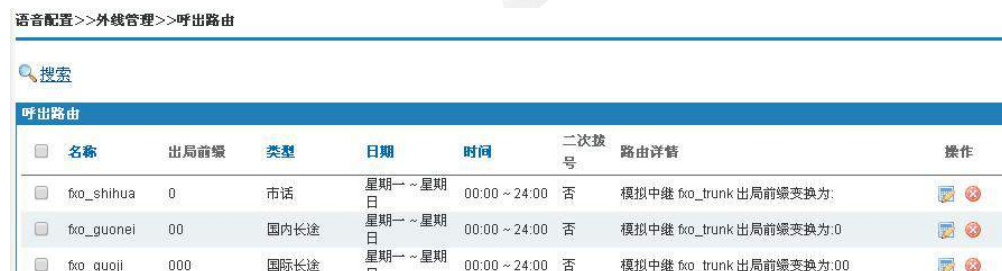 语音配置>>外线管理>>呼出路由
搜索
呼出路由
名称 出局前缀 类型 日期 时间 二次拨号 路由详情 操作
fxo_shihua 0 市话 星期一 ~ 星期日 00:00 ~ 24:00 否 模拟中继 fxo_trunk 出局前缀变换为:
fxo_guonei 00 国内长途 星期一 ~ 星期日 00:00 ~ 24:00 否 模拟中继 fxo_trunk 出局前缀变换为:0
fxo_guoji 000 国际长途 星期一 ~ 星期 00:00 ~ 24:00 否 模拟中继 fxo_trunk 出局前缀变换为:00